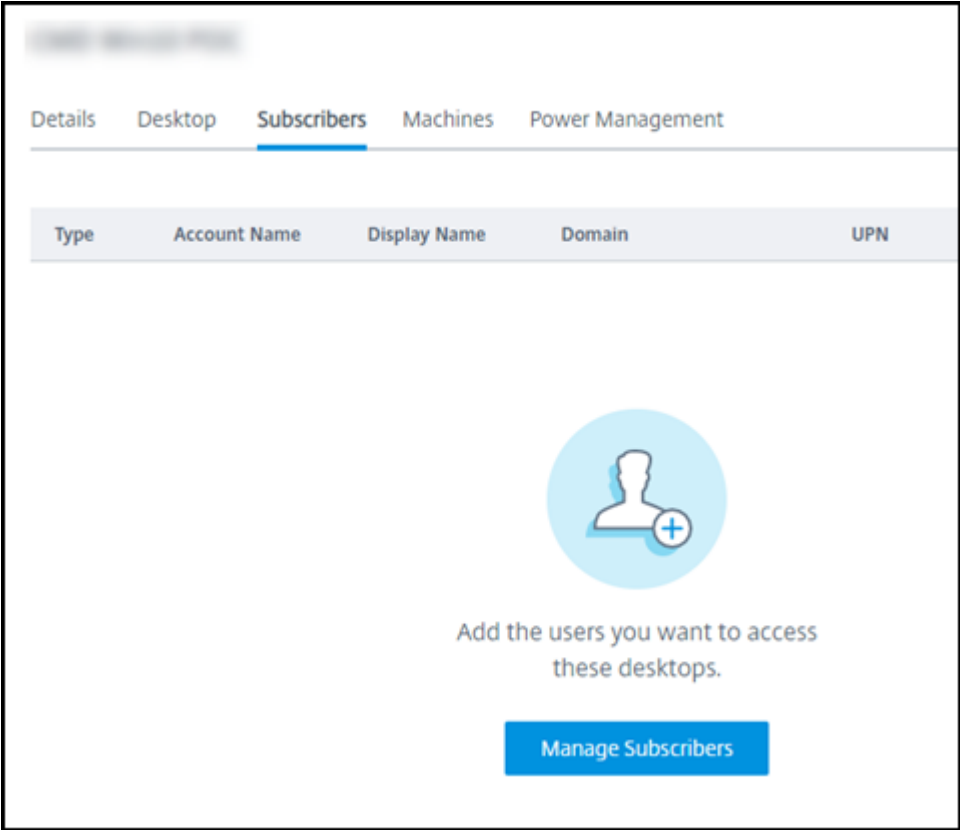 Details Desktop Subscribers Machines Power Management
Type Account Name Display Name Domain UPN
Add the users you want to access
these desktops.
Manage Subscribers